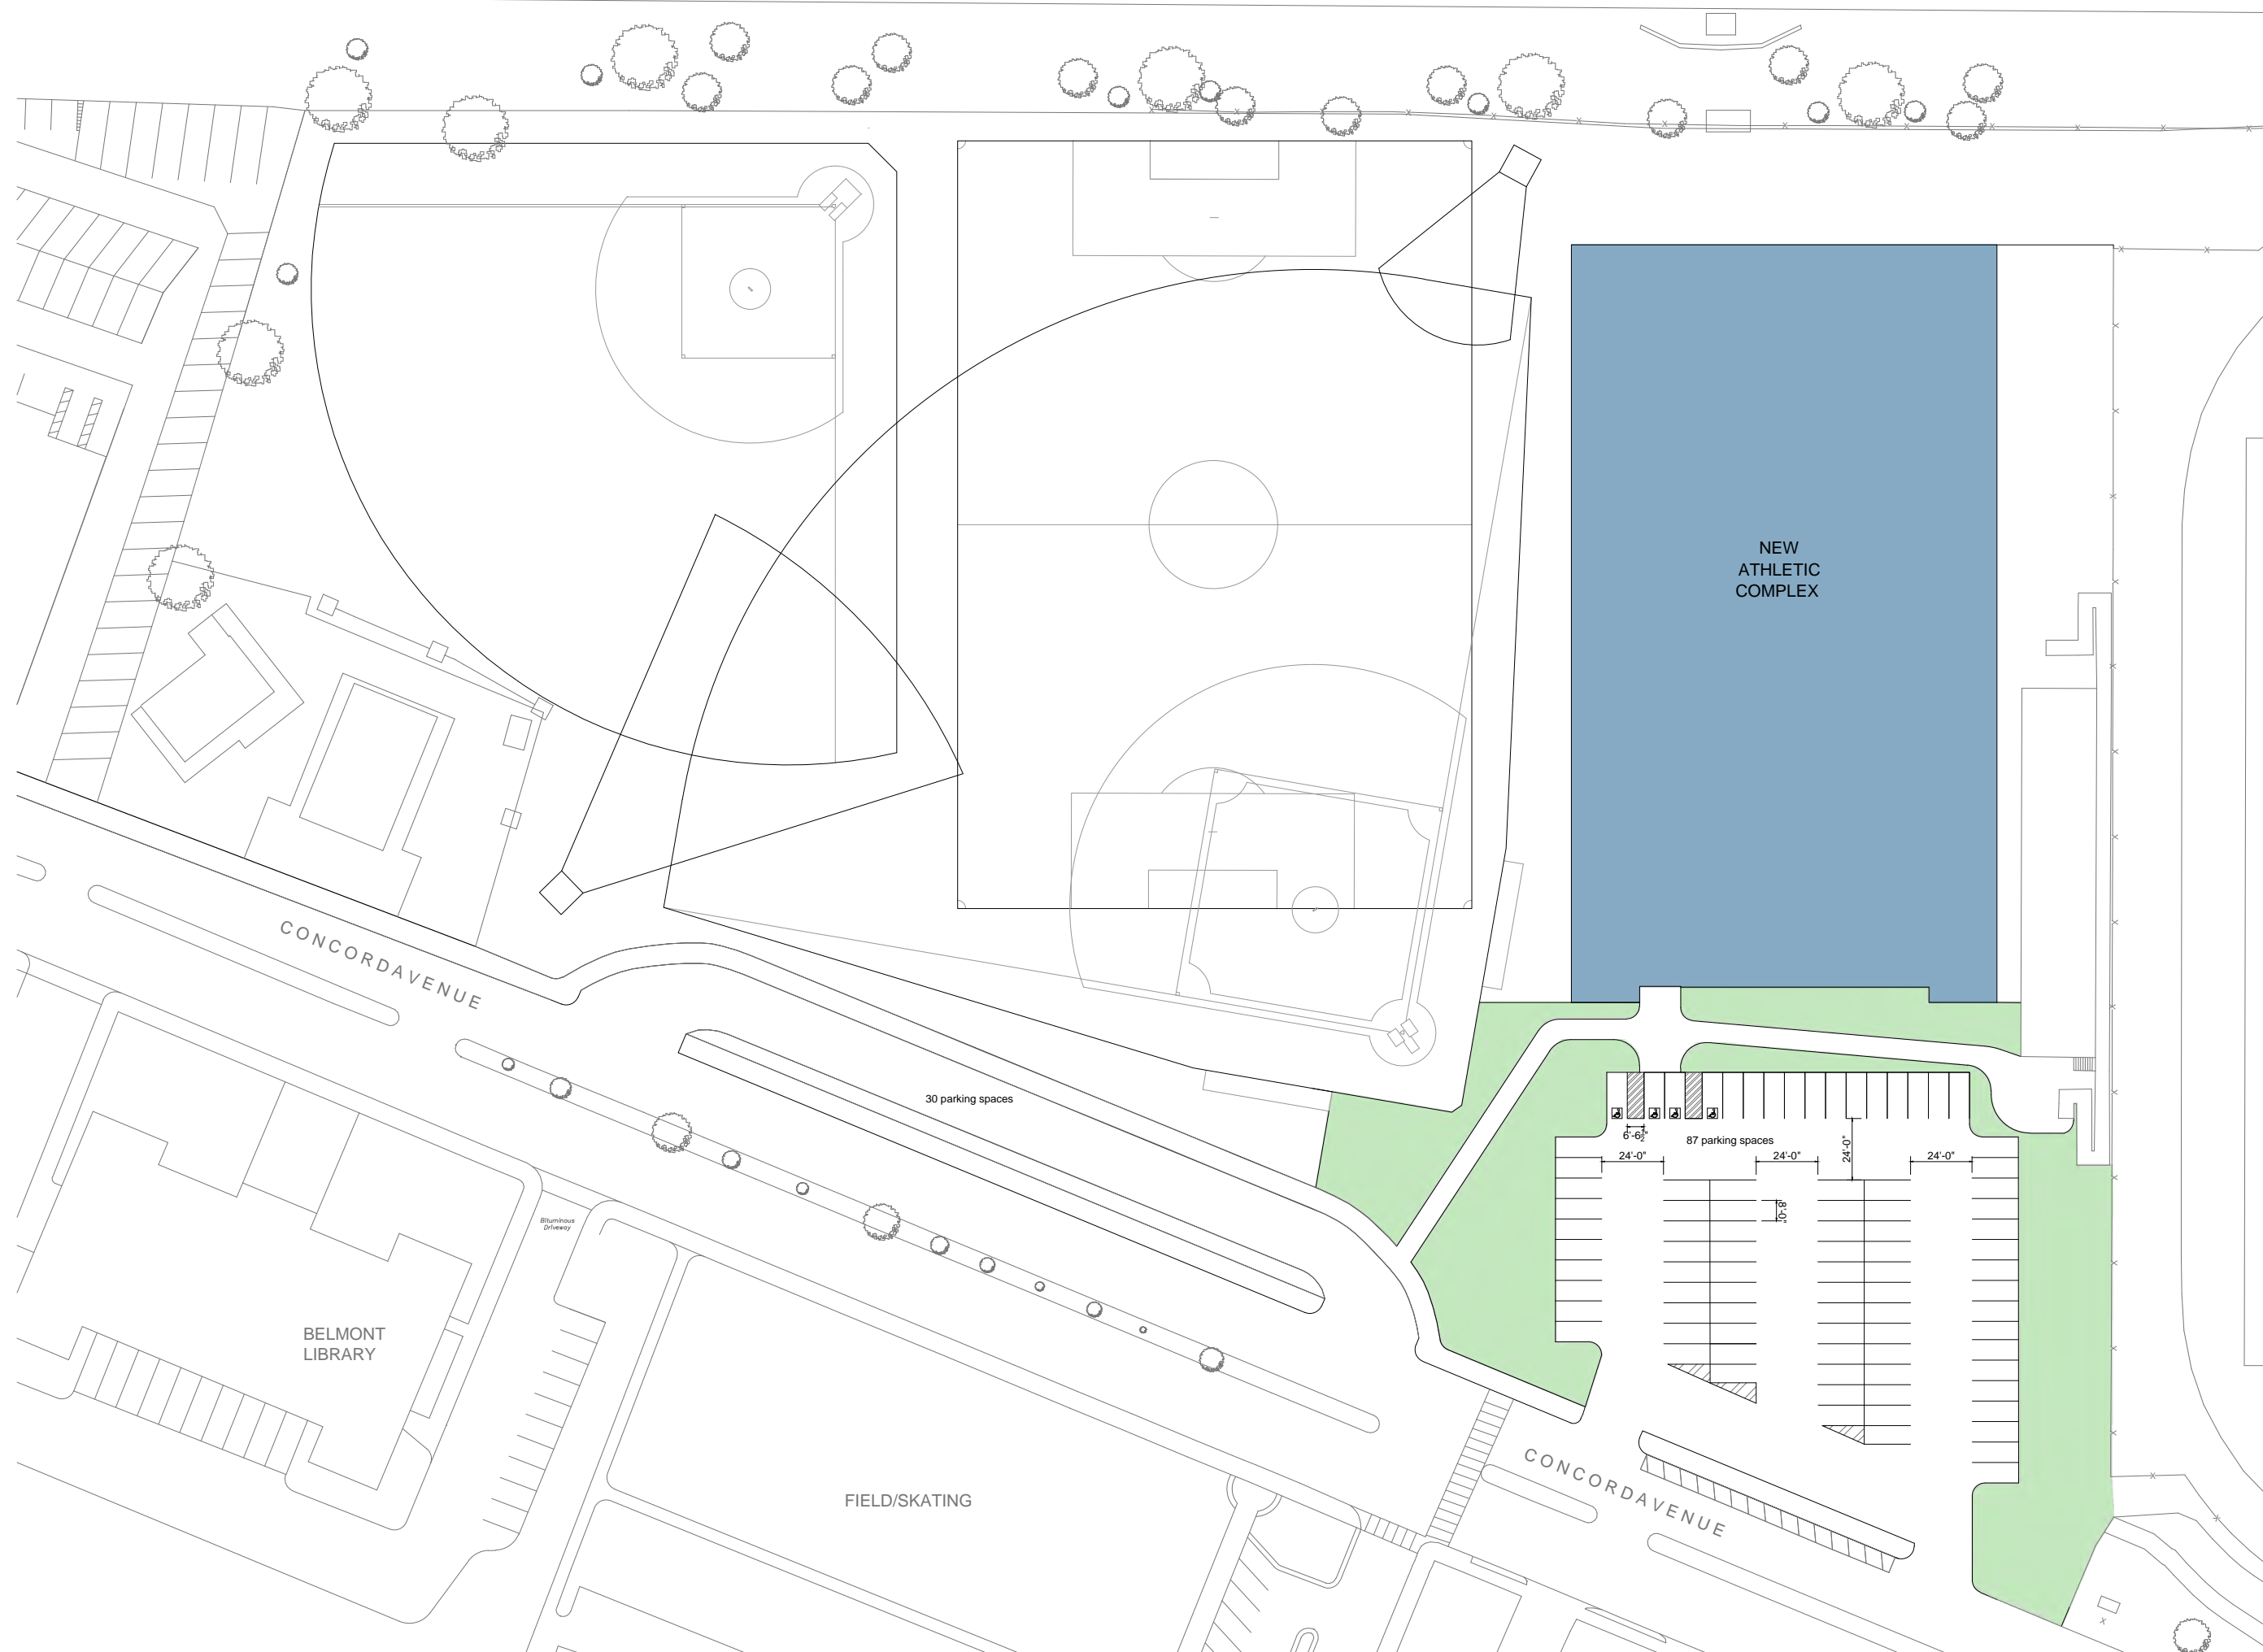 NEW
ATHLETIC
COMPLEX
CONCORDAVENUE
30 parking spaces
6'-6½"
87 parking spaces
24'-0"
24'-0"
24'-0"
24'-0"
8'-0"
Bituminous
Driveway
BELMONT
LIBRARY
FIELD/SKATING
CONCORDAVENUE